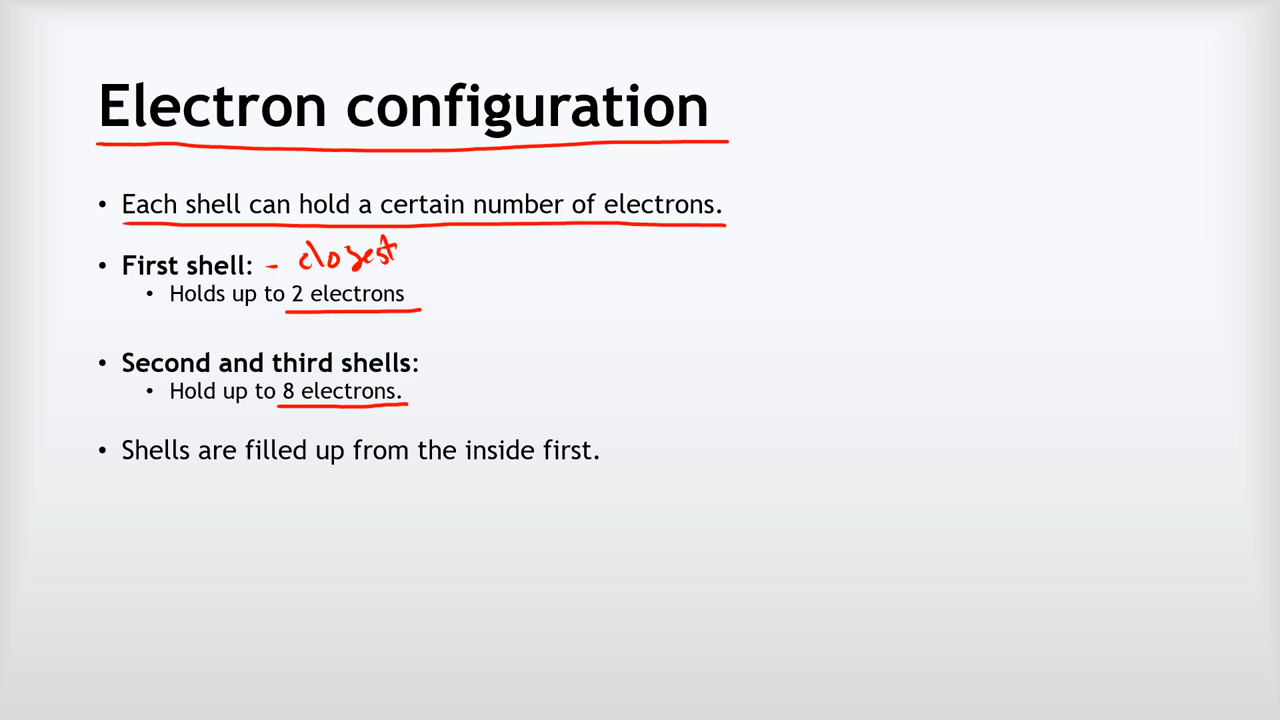 Electron configuration
• Each shell can hold a certain number of electrons.
• First shell: - closest
• Holds up to 2 electrons
• Second and third shells:
• Hold up to 8 electrons.
• Shells are filled up from the inside first.